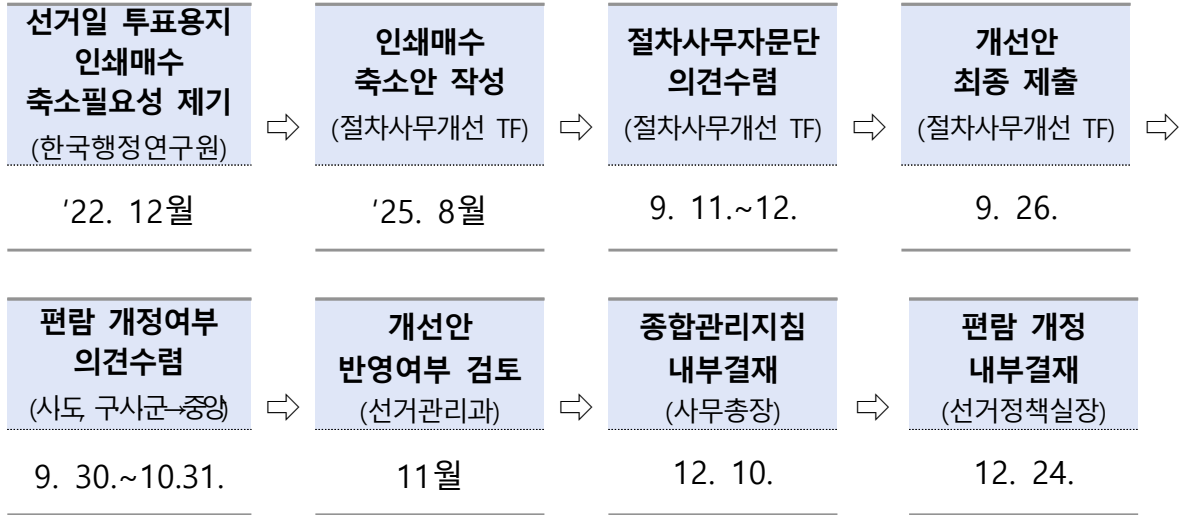 선거일 투표용지
인쇄매수
축소필요성 제기
(한국행정연구원)
'22. 12월
⇨
인쇄매수
축소안 작성
(절차사무개선 TF)
'25. 8월
⇨
절차사무자문단
의견수렴
(절차사무개선 TF)
9. 11.~12.
⇨
개선안
최종 제출
(절차사무개선 TF)
9. 26.
⇨
편람 개정여부
의견수렴
(시도, 구시군→중앙)
9. 30.~10.31.
⇨
개선안
반영여부 검토
(선거관리과)
11월
⇨
종합관리지침
내부결재
(사무총장)
12. 10.
⇨
편람 개정
내부결재
(선거정책실장)
12. 24.